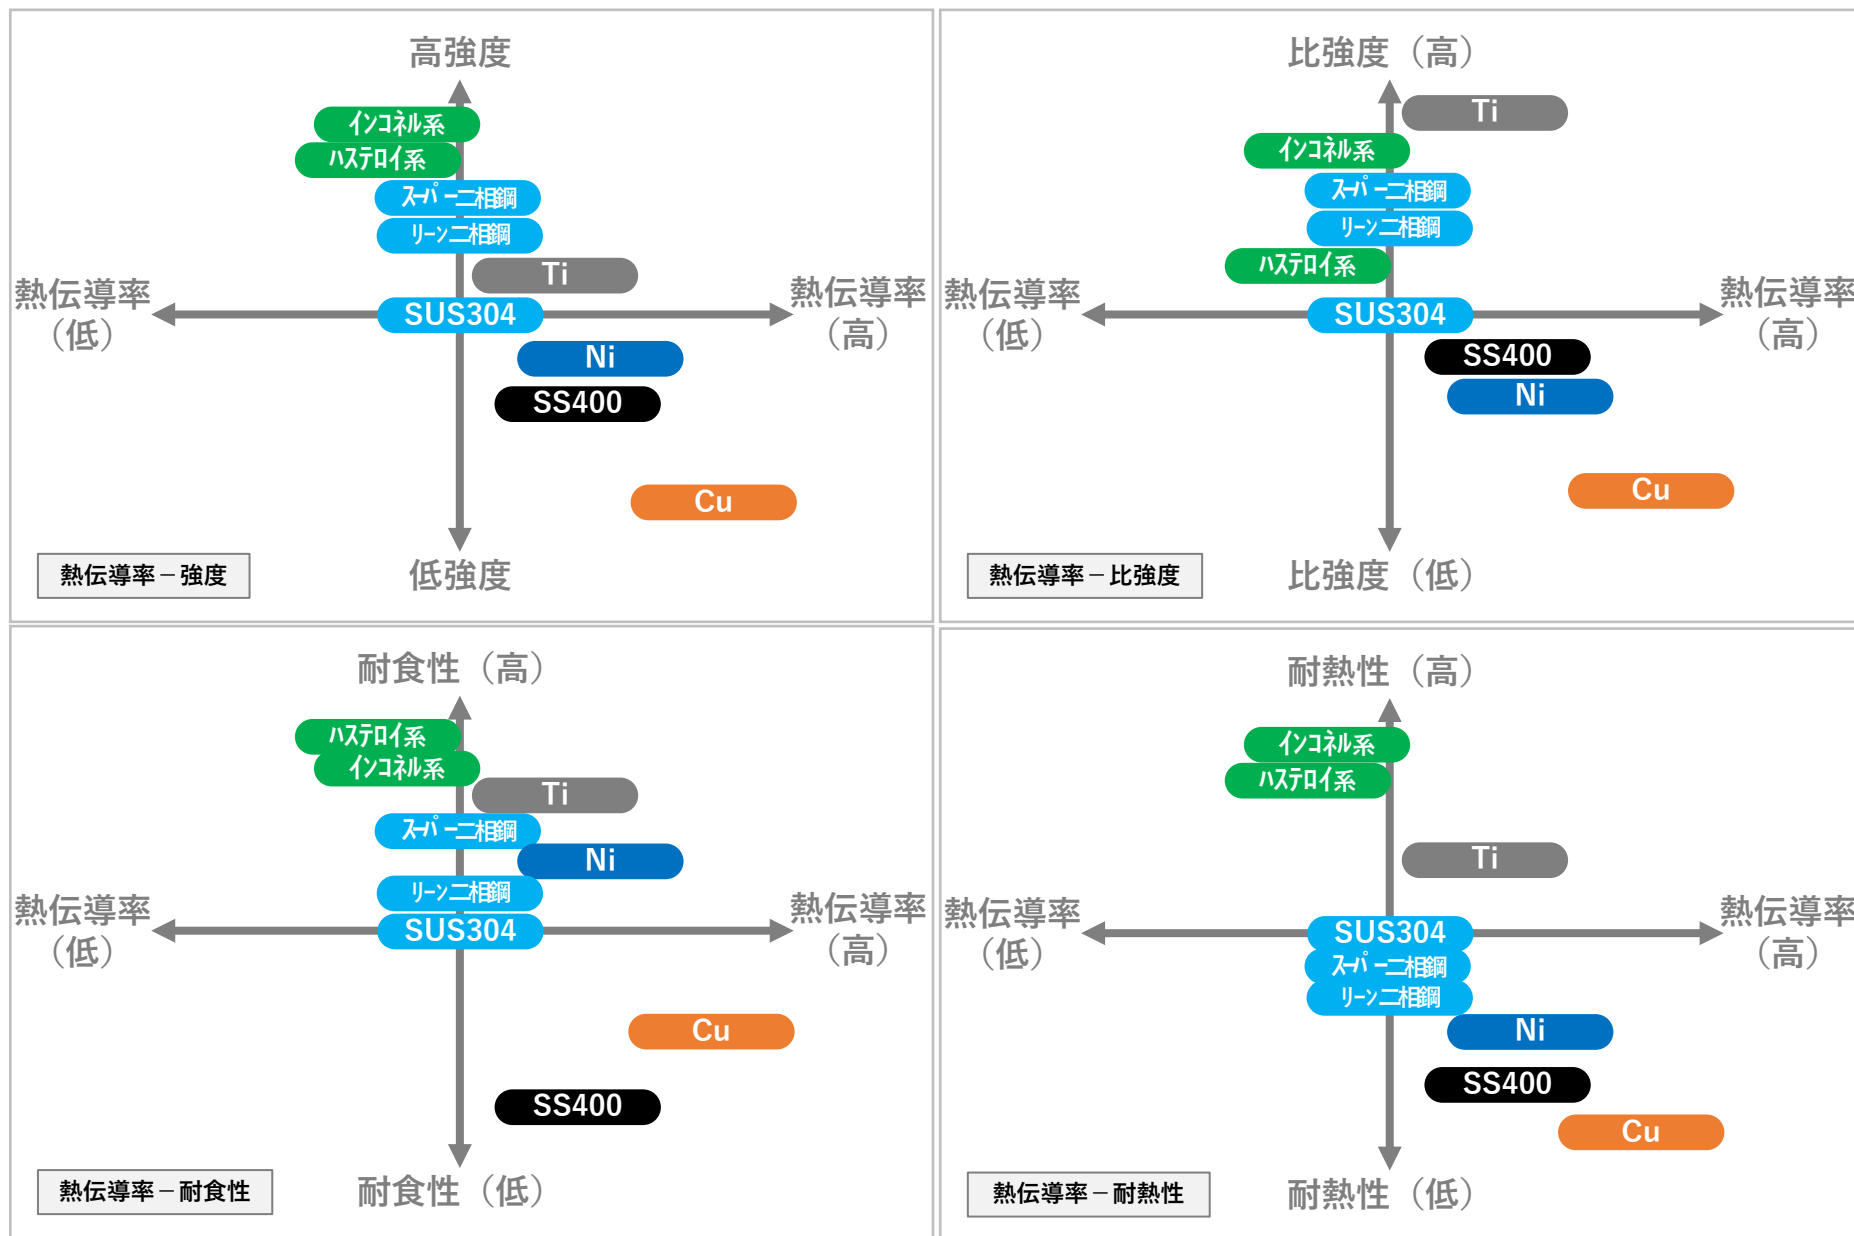 高強度
インコネル系
ハステロイ系
スーパー二相鋼
リーン二相鋼
Ti
熱伝導率
（低）
SUS304
熱伝導率
（高）
Ni
SS400
Cu
熱伝導率－強度
低強度
比強度（高）
Ti
インコネル系
スーパー二相鋼
リーン二相鋼
ハステロイ系
熱伝導率
（低）
SUS304
熱伝導率
（高）
SS400
Ni
Cu
熱伝導率－比強度
比強度（低）
耐食性（高）
ハステロイ系
インコネル系
Ti
スーパー二相鋼
Ni
リーン二相鋼
熱伝導率
（低）
SUS304
熱伝導率
（高）
Cu
SS400
熱伝導率－耐食性
耐食性（低）
耐熱性（高）
インコネル系
ハステロイ系
Ti
熱伝導率
（低）
SUS304
熱伝導率
（高）
スーパー二相鋼
リーン二相鋼
Ni
SS400
Cu
熱伝導率－耐熱性
耐熱性（低）